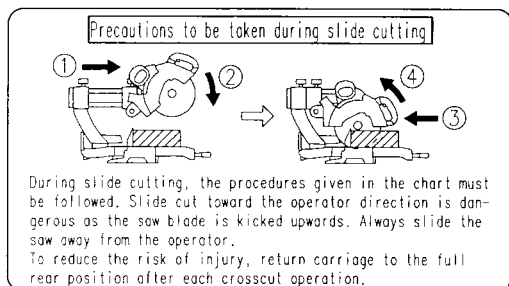 Precautions to be taken during slide cutting
① ② ④
③
During slide cutting, the procedures given in the chart must
be followed. Slide cut toward the operator direction is dan-
gerous as the saw blade is kicked upwards. Always slide the
saw away from the operator.
To reduce the risk of injury, return carriage to the full
rear position after each crosscut operation.